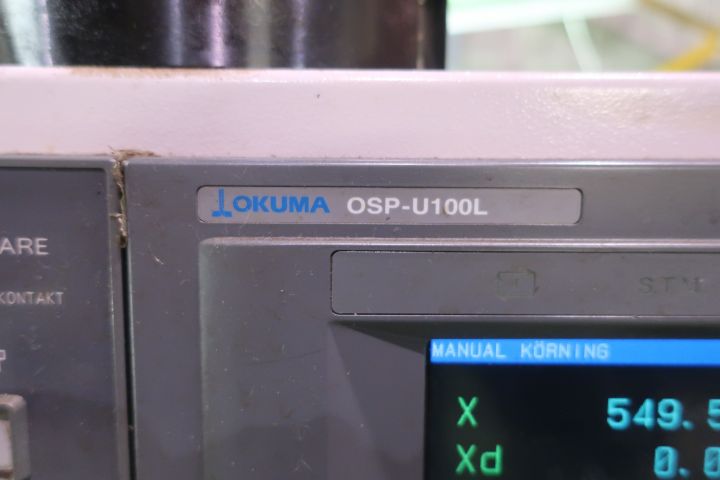 OKUMA OSP-U100L
ARE
KONTAKT
S.T.M
MANUAL KÖRNING
X 549.5
Xd 0.0